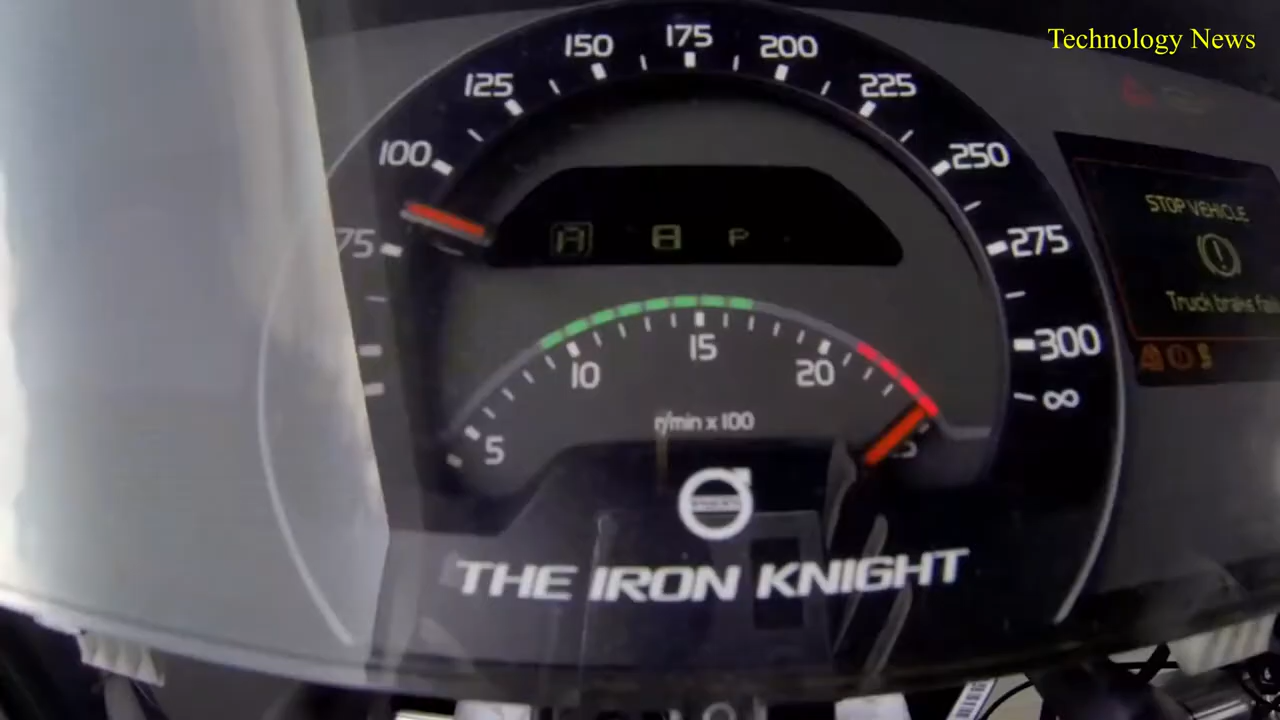 Technology News
175
150
200
125
225
100
250
75
275
300
∞
STOP VEHICLE
Truck brake
P
10
15
20
5
r/min x 100
THE IRON KNIGHT